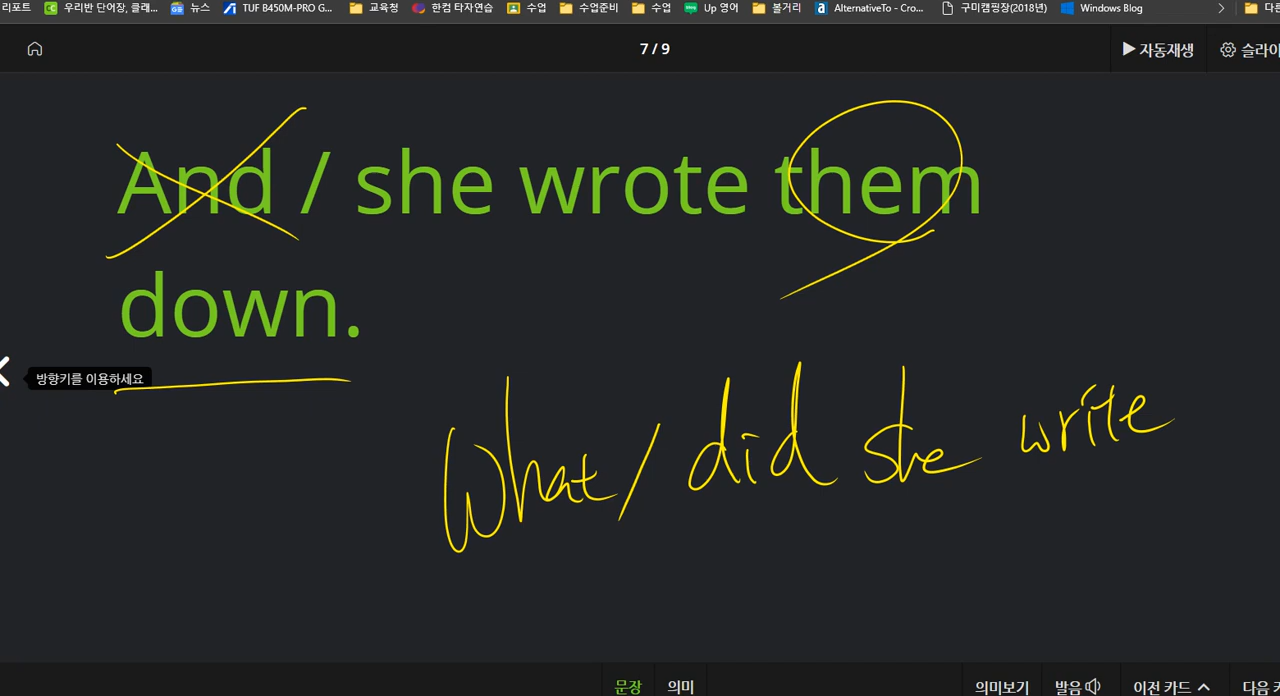 리포트 우리반 단어장, 클래... 뉴스 TUF B450M-PRO G... 교육청 한컴 타자연습 수업 수업준비 수업 Up 영어 볼거리 AlternativeTo - Cro... 구미캠핑장(2018년) Windows Blog 다른
7 / 9 ▶ 자동재생 슬라이
And / she wrote them
down.
방향키를 이용하세요
What / did she write
문장 의미 의미보기 발음 이전 카드 다음